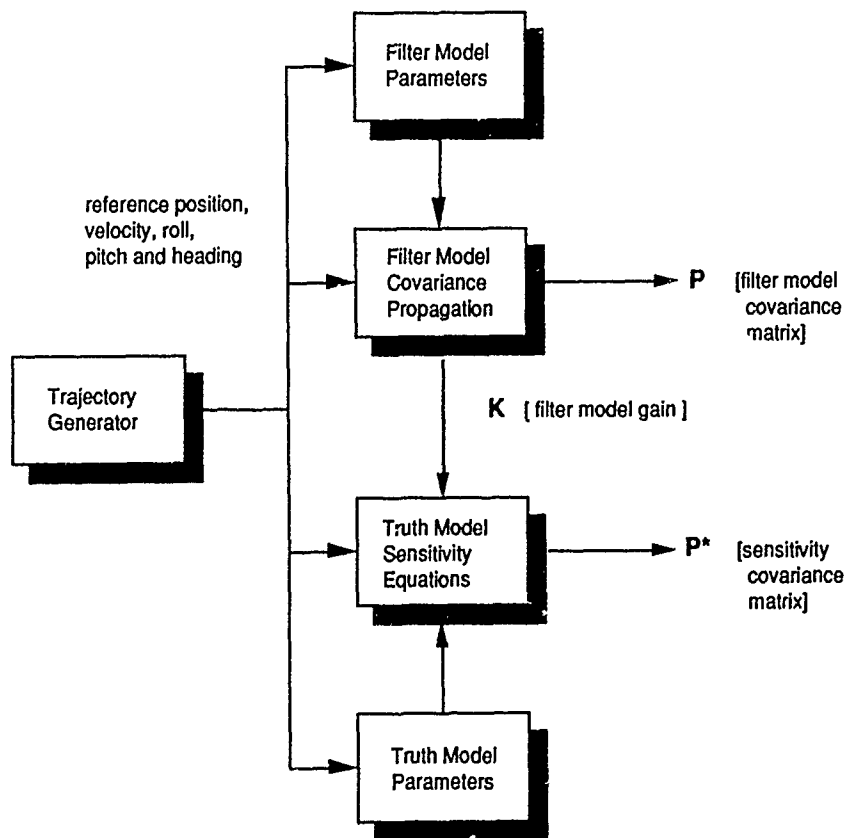 Filter Model
Parameters
reference position,
velocity, roll,
pitch and heading
Filter Model
Covariance
Propagation
P [filter model
covariance
matrix]
Trajectory
Generator
K [ filter model gain ]
Truth Model
Sensitivity
Equations
P* [sensitivity
covariance
matrix]
Truth Model
Parameters